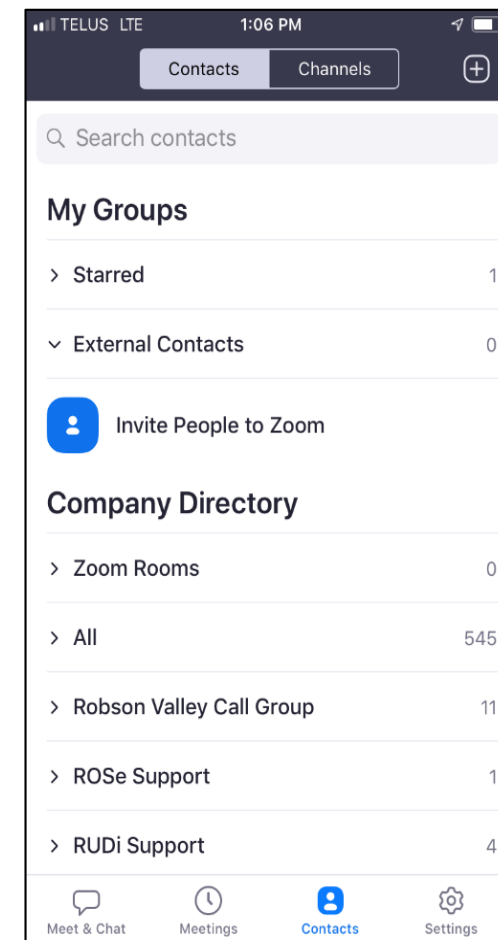 TELUS LTE 1:06 PM
Contacts Channels
Search contacts
My Groups
Starred 1
External Contacts 0
Invite People to Zoom
Company Directory
Zoom Rooms 0
All 545
Robson Valley Call Group 11
ROSe Support 1
RUDi Support 4
Meet & Chat Meetings Contacts Settings